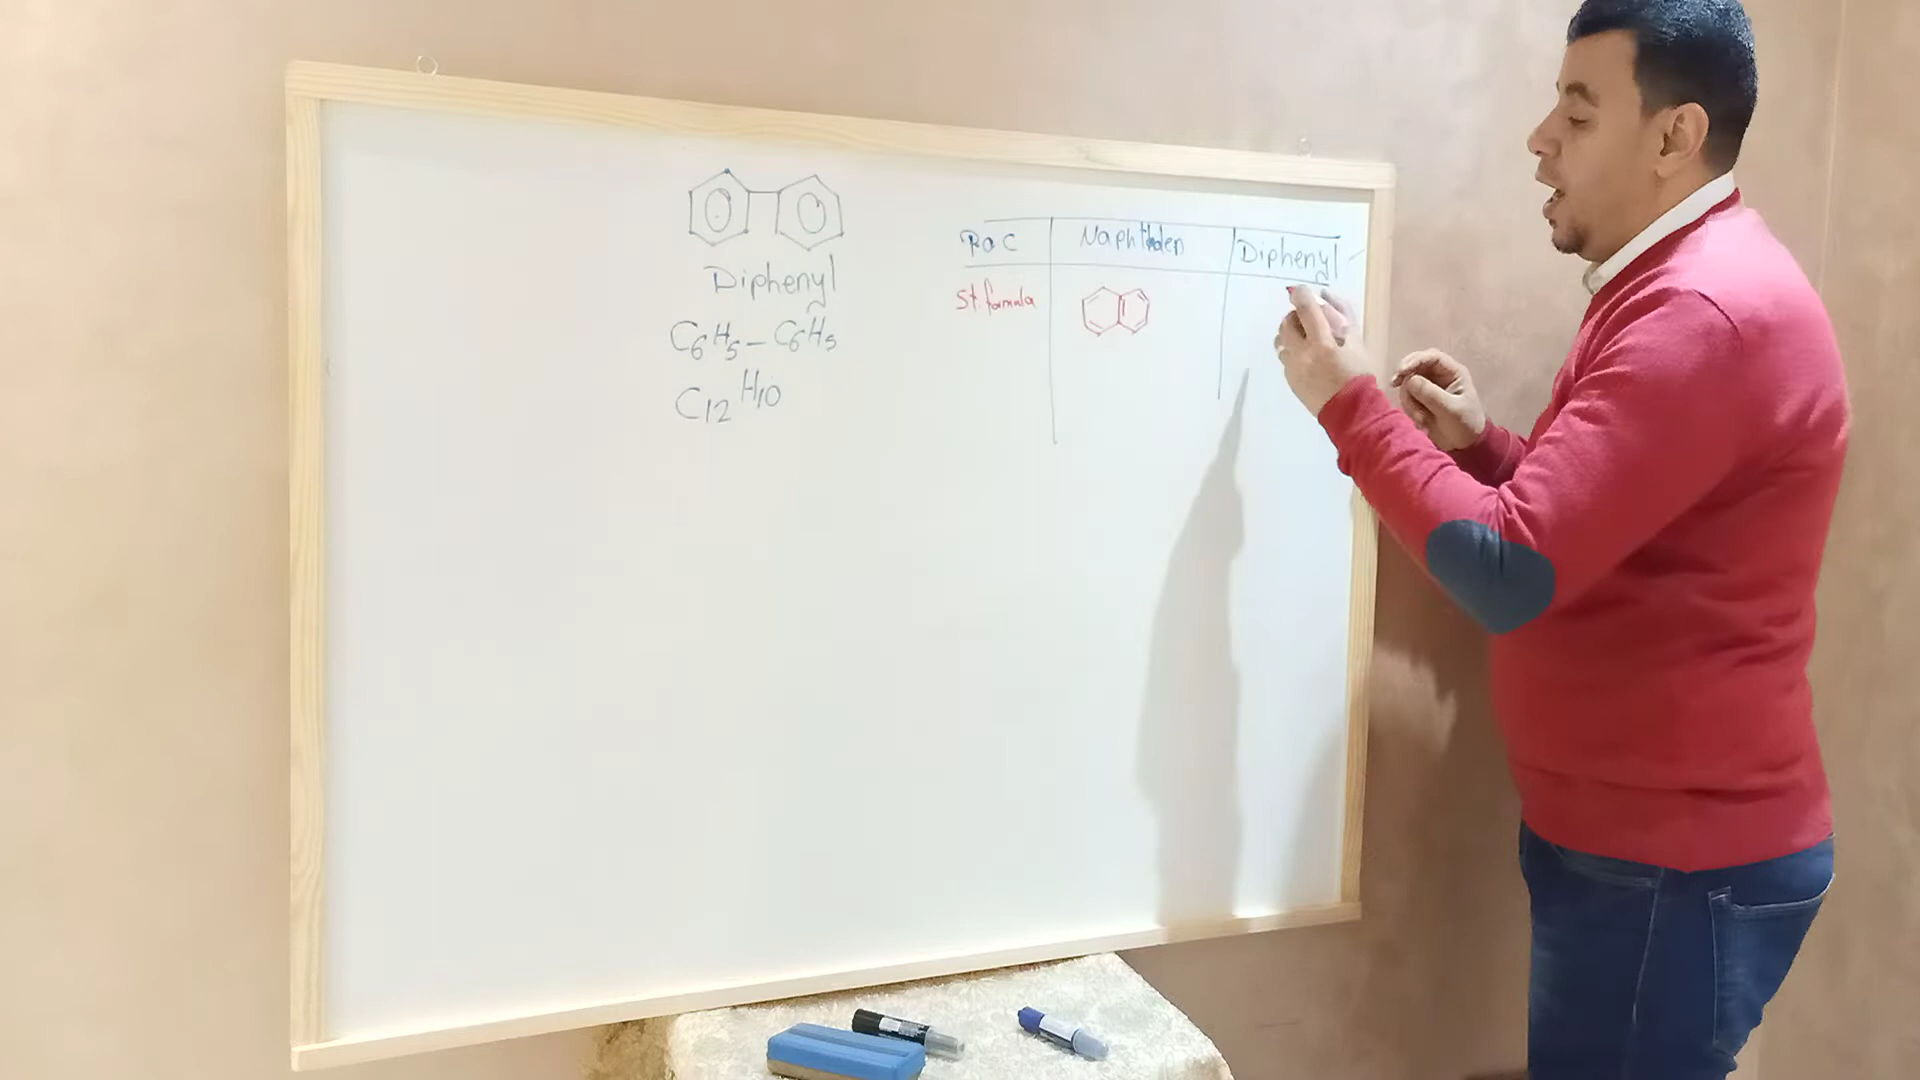 Diphenyl
C6H5-C6H5
C12H10
P.O.C Naphthalen Diphenyl
St. formula